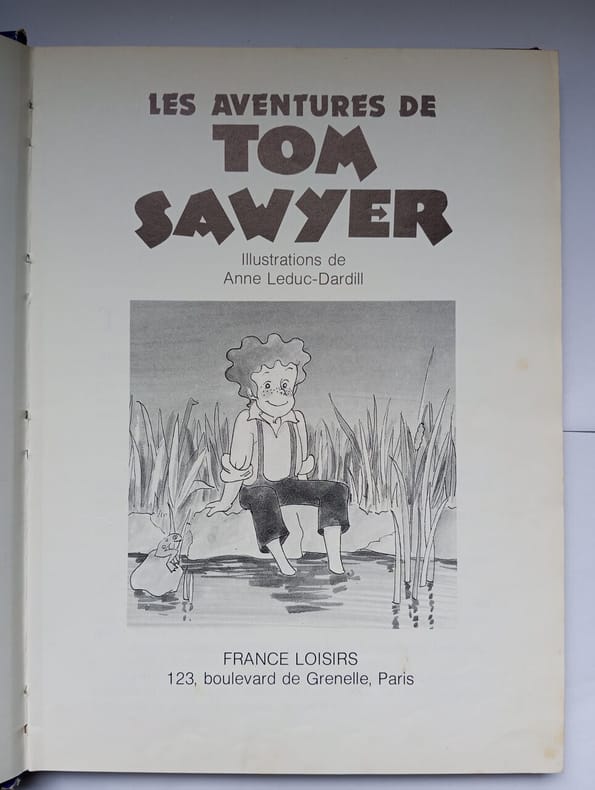 LES AVENTURES DE
TOM
SAWYER
Illustrations de
Anne Leduc-Dardill
FRANCE LOISIRS
123, boulevard de Grenelle, Paris